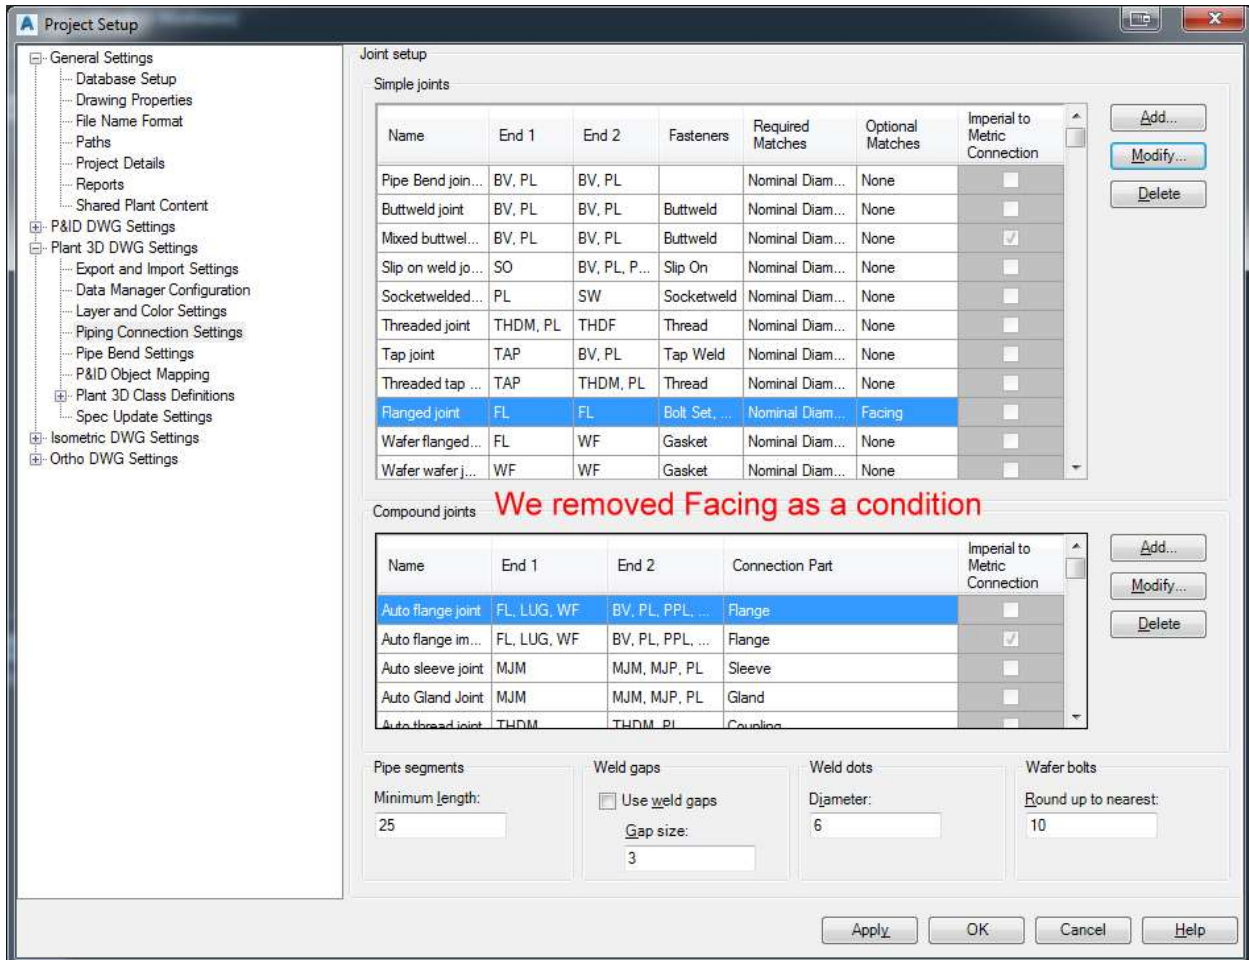 Project Setup
General Settings
Database Setup
Drawing Properties
File Name Format
Paths
Project Details
Reports
Shared Plant Content
P&ID DWG Settings
Plant 3D DWG Settings
Export and Import Settings
Data Manager Configuration
Layer and Color Settings
Piping Connection Settings
Pipe Bend Settings
P&ID Object Mapping
Plant 3D Class Definitions
Spec Update Settings
Isometric DWG Settings
Ortho DWG Settings
Joint setup
Simple joints
Name End 1 End 2 Fasteners Required Matches Optional Matches Imperial to Metric Connection
Pipe Bend join... BV, PL BV, PL Nominal Diam... None
Buttweld joint BV, PL BV, PL Buttweld Nominal Diam... None
Mixed buttwel... BV, PL BV, PL Buttweld Nominal Diam... None
Slip on weld jo... SO BV, PL, P... Slip On Nominal Diam... None
Socketwelded... PL SW Socketweld Nominal Diam... None
Threaded joint THDM, PL THDF Thread Nominal Diam... None
Tap joint TAP BV, PL Tap Weld Nominal Diam... None
Threaded tap ... TAP THDM, PL Thread Nominal Diam... None
Flanged joint FL FL Bolt Set, ... Nominal Diam... Facing
Wafer flanged... FL WF Gasket Nominal Diam... None
Wafer wafer j... WF WF Gasket Nominal Diam... None
Add...
Modify...
Delete
We removed Facing as a condition
Compound joints
Name End 1 End 2 Connection Part Imperial to Metric Connection
Auto flange joint FL, LUG, WF BV, PL, PPL, ... Flange
Auto flange im... FL, LUG, WF BV, PL, PPL, ... Flange
Auto sleeve joint MJM MJM, MJP, PL Sleeve
Auto Gland Joint MJM MJM, MJP, PL Gland
Auto thread joint THDM THDM, PL Coupling
Add...
Modify...
Delete
Pipe segments
Minimum length:
25
Weld gaps
Use weld gaps
Gap size:
3
Weld dots
Diameter:
6
Wafer bolts
Round up to nearest:
10
Apply OK Cancel Help